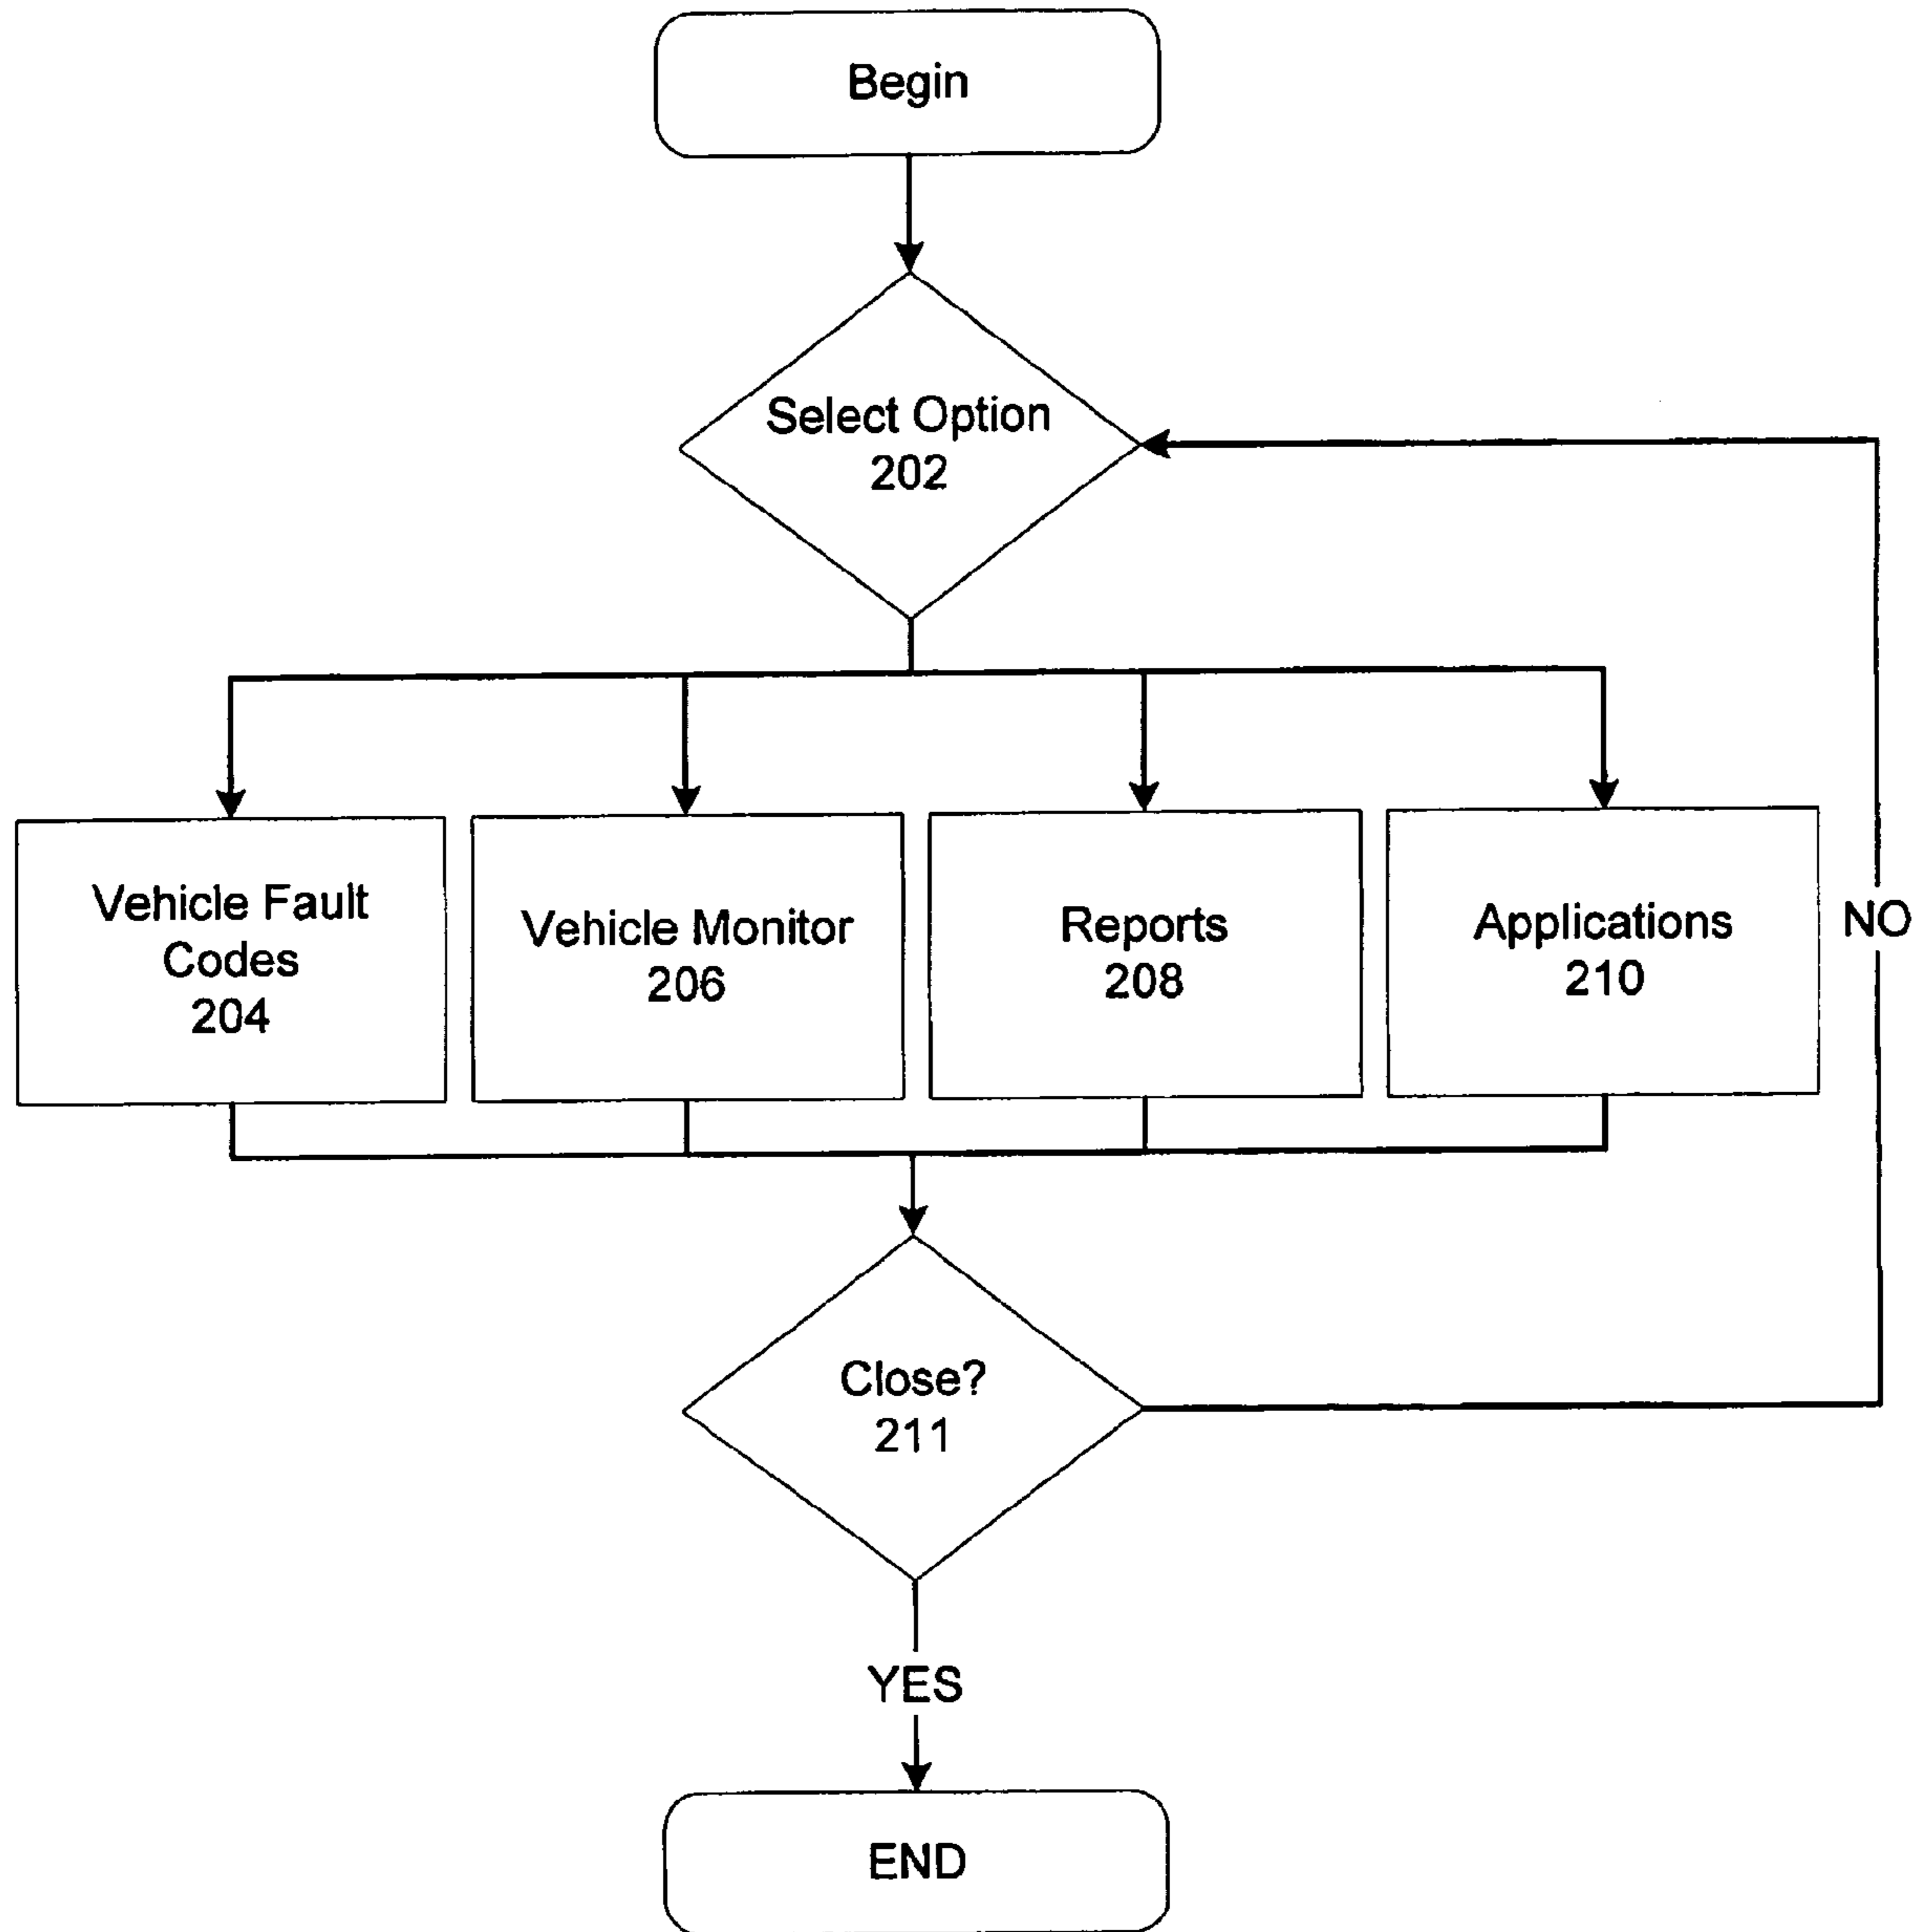 Begin
Select Option
202
Vehicle Fault
Codes
204
Vehicle Monitor
206
Reports
208
Applications
210
NO
Close?
211
YES
END